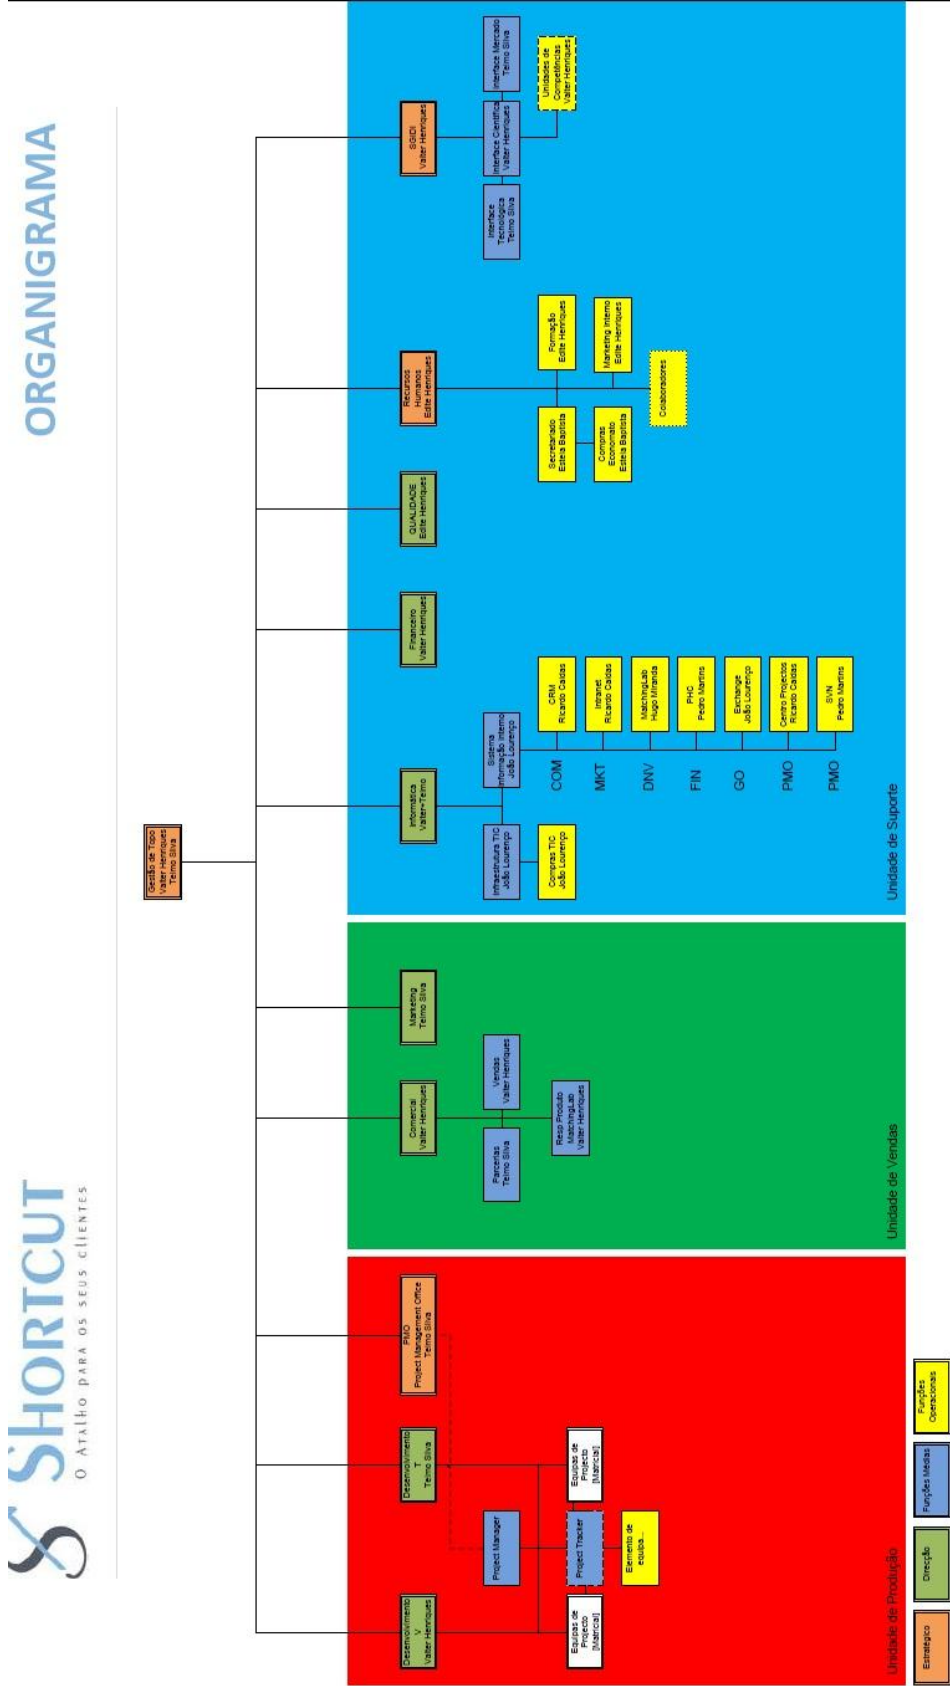 SHORTCUT
O Atalho para os seus clientes
ORGANIGRAMA
Gestão de Topo
Valter Henriques
Telmo Silva
Desenvolvimento
V
Valter Henriques
Desenvolvimento
T
Telmo Silva
PMO
Project Management Office
Telmo Silva
Project Manager
Equipas de
Projecto
[Matricial]
Project Tracker
Equipas de
Projecto
[Matricial]
Elemento de
equipa...
Unidade de Produção
Comercial
Valter Henriques
Marketing
Telmo Silva
Parcerias
Telmo Silva
Vendas
Valter Henriques
Resp Produto
MatchingLab
Valter Henriques
Unidade de Vendas
Informática
Valter+Telmo
Financeiro
Valter Henriques
QUALIDADE
Edite Henriques
Recursos
Humanos
Edite Henriques
SGIDI
Valter Henriques
Infraestrutura TIC
João Lourenço
Sistema
Informação Interno
João Lourenço
Compras TIC
João Lourenço
COM
CRM
Ricardo Caldas
MKT
Intranet
Ricardo Caldas
DNV
MatchingLab
Hugo Miranda
FIN
PHC
Pedro Martins
GO
Exchange
João Lourenço
PMO
Centro Projectos
Ricardo Caldas
PMO
SVN
Pedro Martins
Secretariado
Estela Baptista
Formação
Edite Henriques
Compras
Economato
Estela Baptista
Marketing Interno
Edite Henriques
Colaboradores
Interface
Tecnológica
Telmo Silva
Interface Científica
Valter Henriques
Interface Mercado
Telmo Silva
Unidades de
Competências
Valter Henriques
Unidade de Suporte
Estratégico
Direcção
Funções Médias
Funções
Operacionais